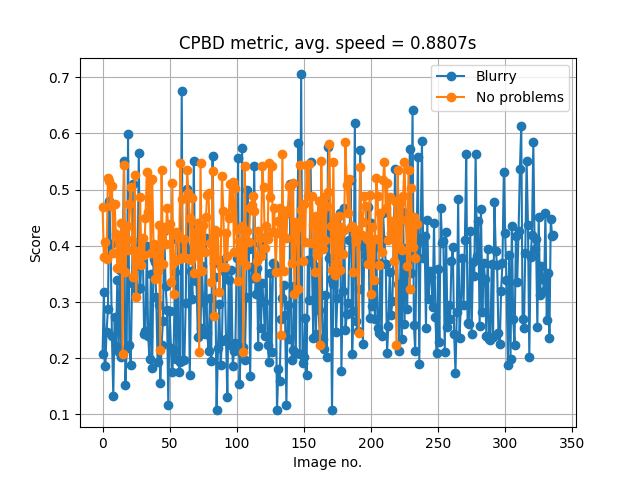 CPBD metric, avg. speed = 0.8807s
Blurry
No problems
0.7
0.6
0.5
0.4
0.3
0.2
0.1
Score
0 50 100 150 200 250 300 350
Image no.